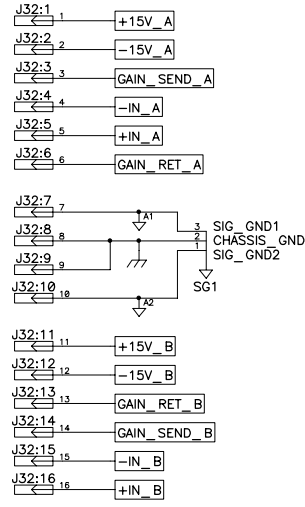 J32:1 1 +15V_A
J32:2 2 -15V_A
J32:3 3 GAIN_SEND_A
J32:4 4 -IN_A
J32:5 5 +IN_A
J32:6 6 GAIN_RET_A
J32:7 7 A1
3 SIG_GND1
J32:8 8 2 CHASSIS_GND
1 SIG_GND2
J32:9 9
SG1
J32:10 10 A2
J32:11 11 +15V_B
J32:12 12 -15V_B
J32:13 13 GAIN_RET_B
J32:14 14 GAIN_SEND_B
J32:15 15 -IN_B
J32:16 16 +IN_B